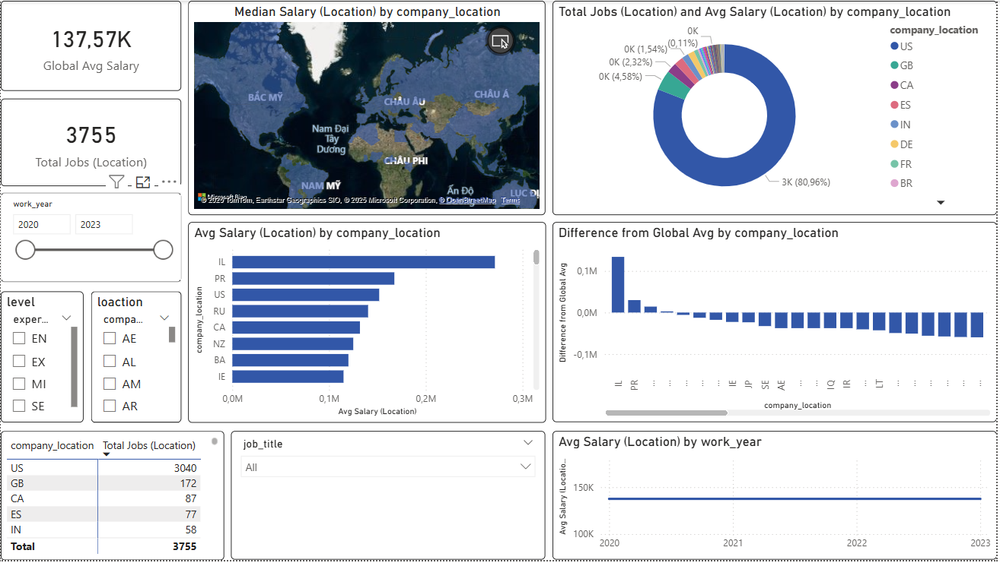 137,57K
Global Avg Salary
3755
Total Jobs (Location)
work_year
2020 2023
level
exper...
EN
EX
MI
SE
loaction
compa...
AE
AL
AM
AR
Median Salary (Location) by company_location
BẮC MỸ
CHÂU ÂU
CHÂU Á
Nam Đại
Tây
Dương
CHÂU PHI
NAM MỸ
Ấn Độ
© 2025 TomTom, Earthstar Geographics SIO, © 2025 Microsoft Corporation, © OpenStreetMap Terms
Total Jobs (Location) and Avg Salary (Location) by company_location
0K
(0,11%)
0K (1,54%)
0K (2,32%)
0K (4,58%)
3K (80,96%)
company_location
US
GB
CA
ES
IN
DE
FR
BR
Avg Salary (Location) by company_location
company_location
IL
PR
US
RU
CA
NZ
BA
IE
0,0M 0,1M 0,2M 0,3M
Avg Salary (Location)
Difference from Global Avg by company_location
Difference from Global Avg
0,1M
0,0M
-0,1M
IL PR ... ... ... ... ... IE JP SE AE ... ... IQ IR ... LT ... ... ... ... ... ...
company_location
company_location Total Jobs (Location)
US 3040
GB 172
CA 87
ES 77
IN 58
Total 3755
job_title
All
Avg Salary (Location) by work_year
Avg Salary (Locatio...
150K
100K
2020 2021 2022 2023